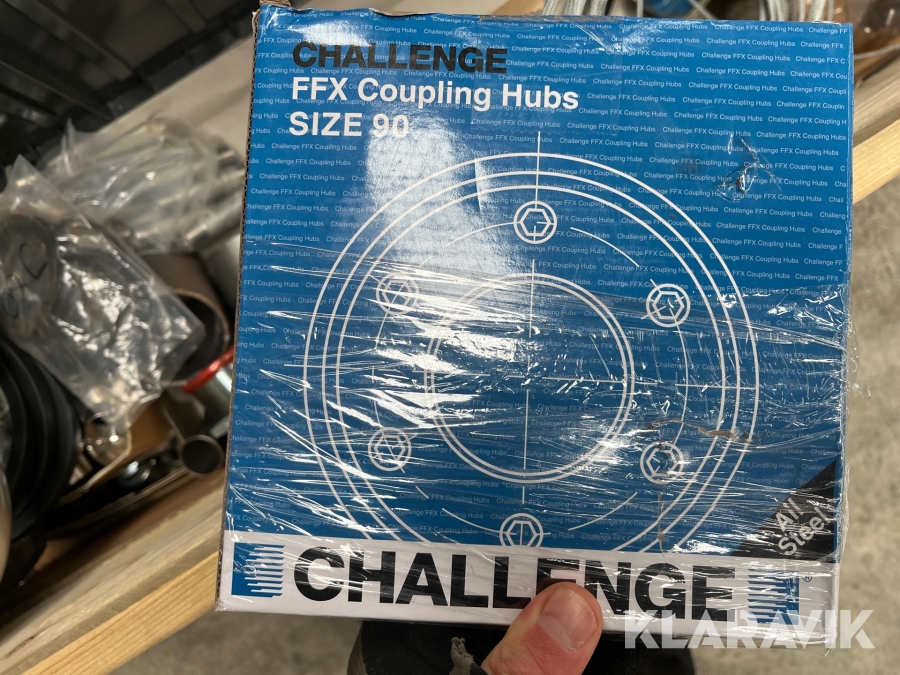 CHALLENGE
FFX Coupling Hubs
SIZE 90
All
Steel
CHALLENGE
KLARAVIK